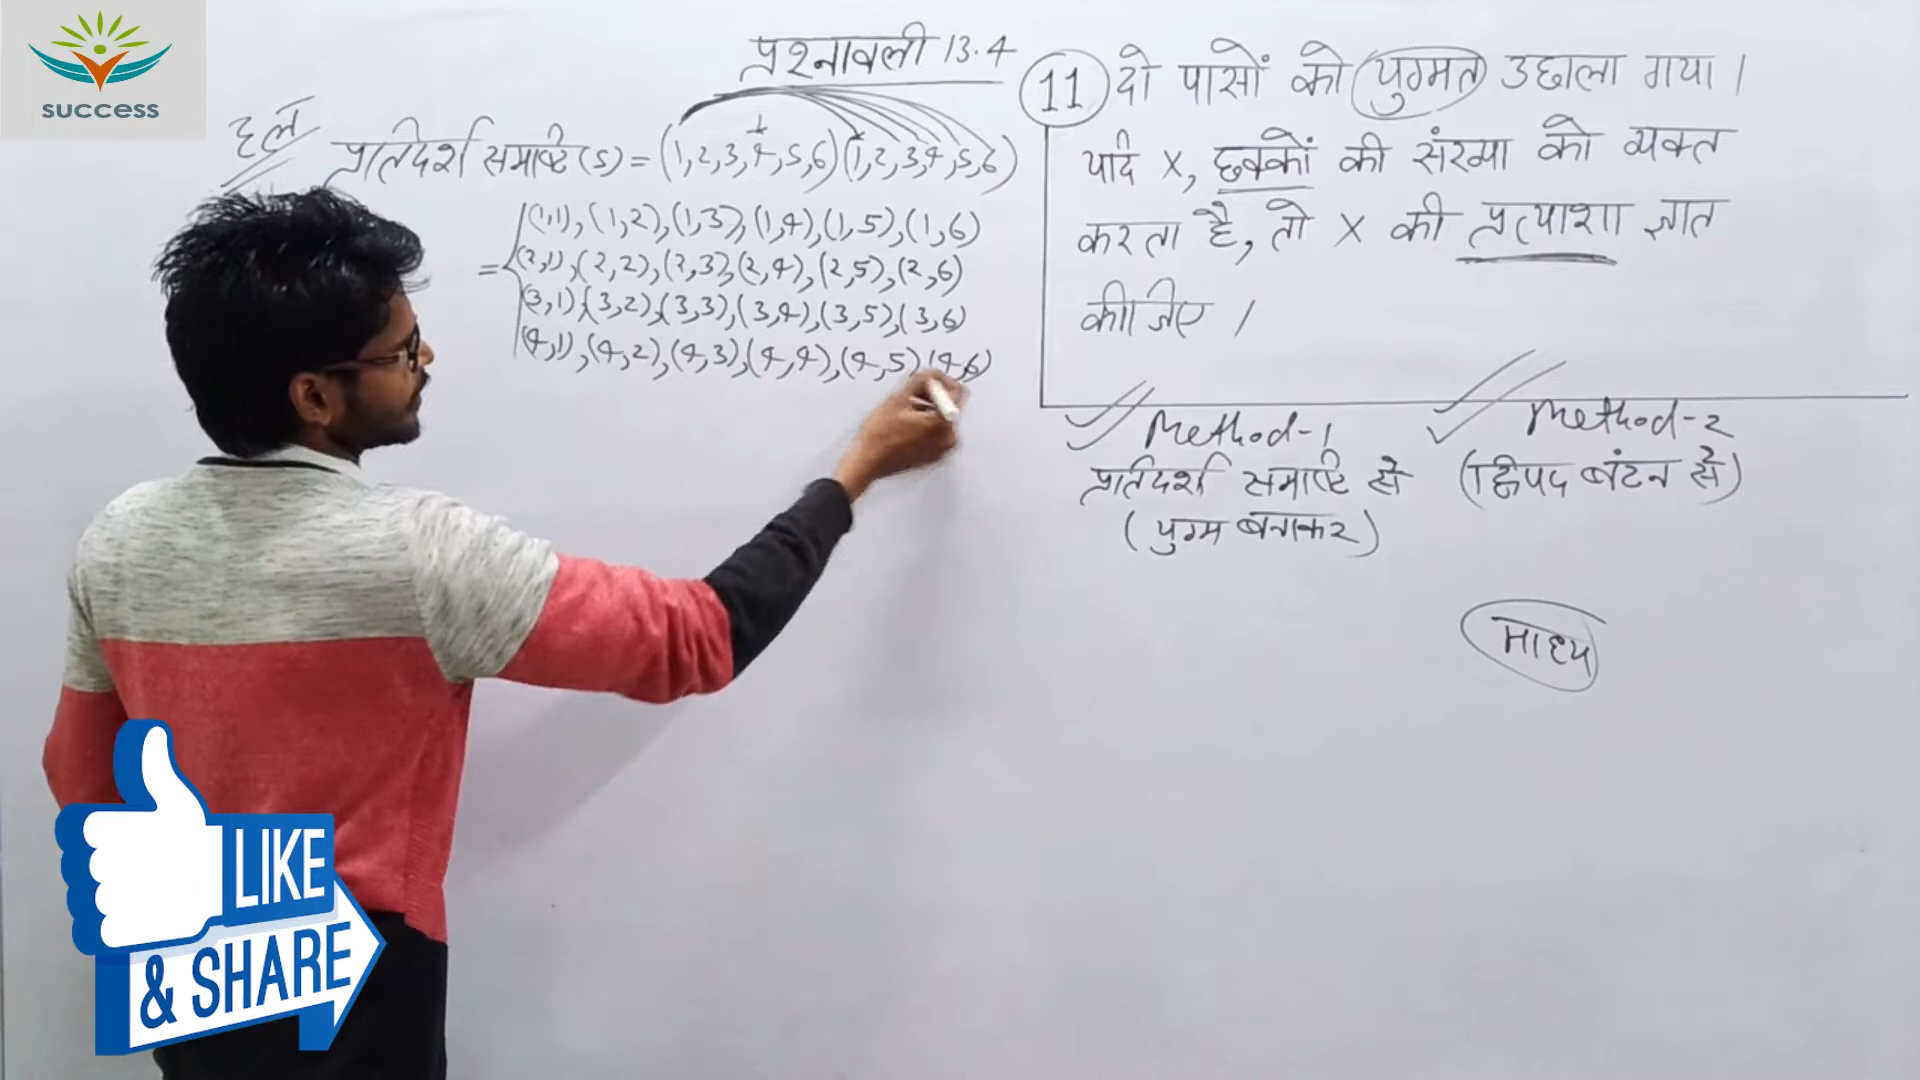 success
प्रश्नावली 13.4
हल प्रतिदर्श समष्टि (S) = (1,2,3,4,5,6)(1,2,3,4,5,6)
= {(1,1),(1,2),(1,3),(1,4),(1,5),(1,6)
(2,1),(2,2),(2,3),(2,4),(2,5),(2,6)
(3,1),(3,2),(3,3),(3,4),(3,5),(3,6)
(4,1),(4,2),(4,3),(4,4),(4,5)(4,6)
11 दो पासों को युग्मत उछाला गया।
यदि X, छक्कों की संख्या को व्यक्त
करता है, तो X की प्रत्याशा ज्ञात
कीजिए।
Method-1
प्रतिदर्श समष्टि से
(युग्म बनाकर)
Method-2
(द्विपद बंटन से)
माध्य
LIKE
& SHARE